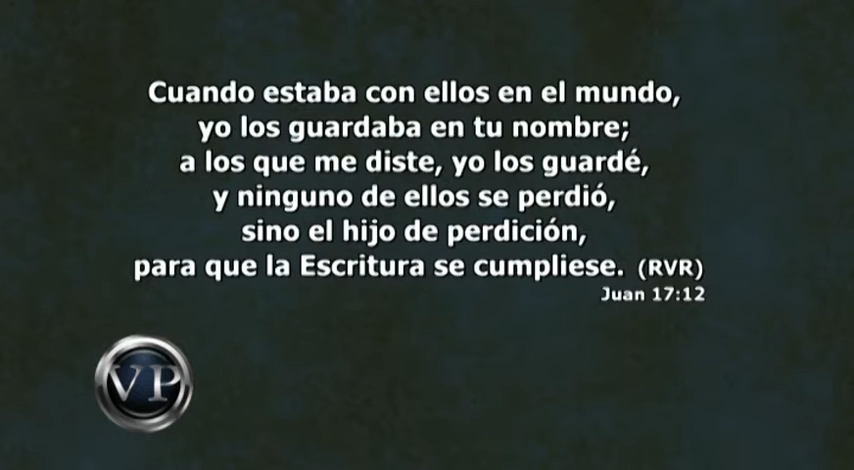 Cuando estaba con ellos en el mundo,
yo los guardaba en tu nombre;
a los que me diste, yo los guardé,
y ninguno de ellos se perdió,
sino el hijo de perdición,
para que la Escritura se cumpliese. (RVR)
Juan 17:12
VP